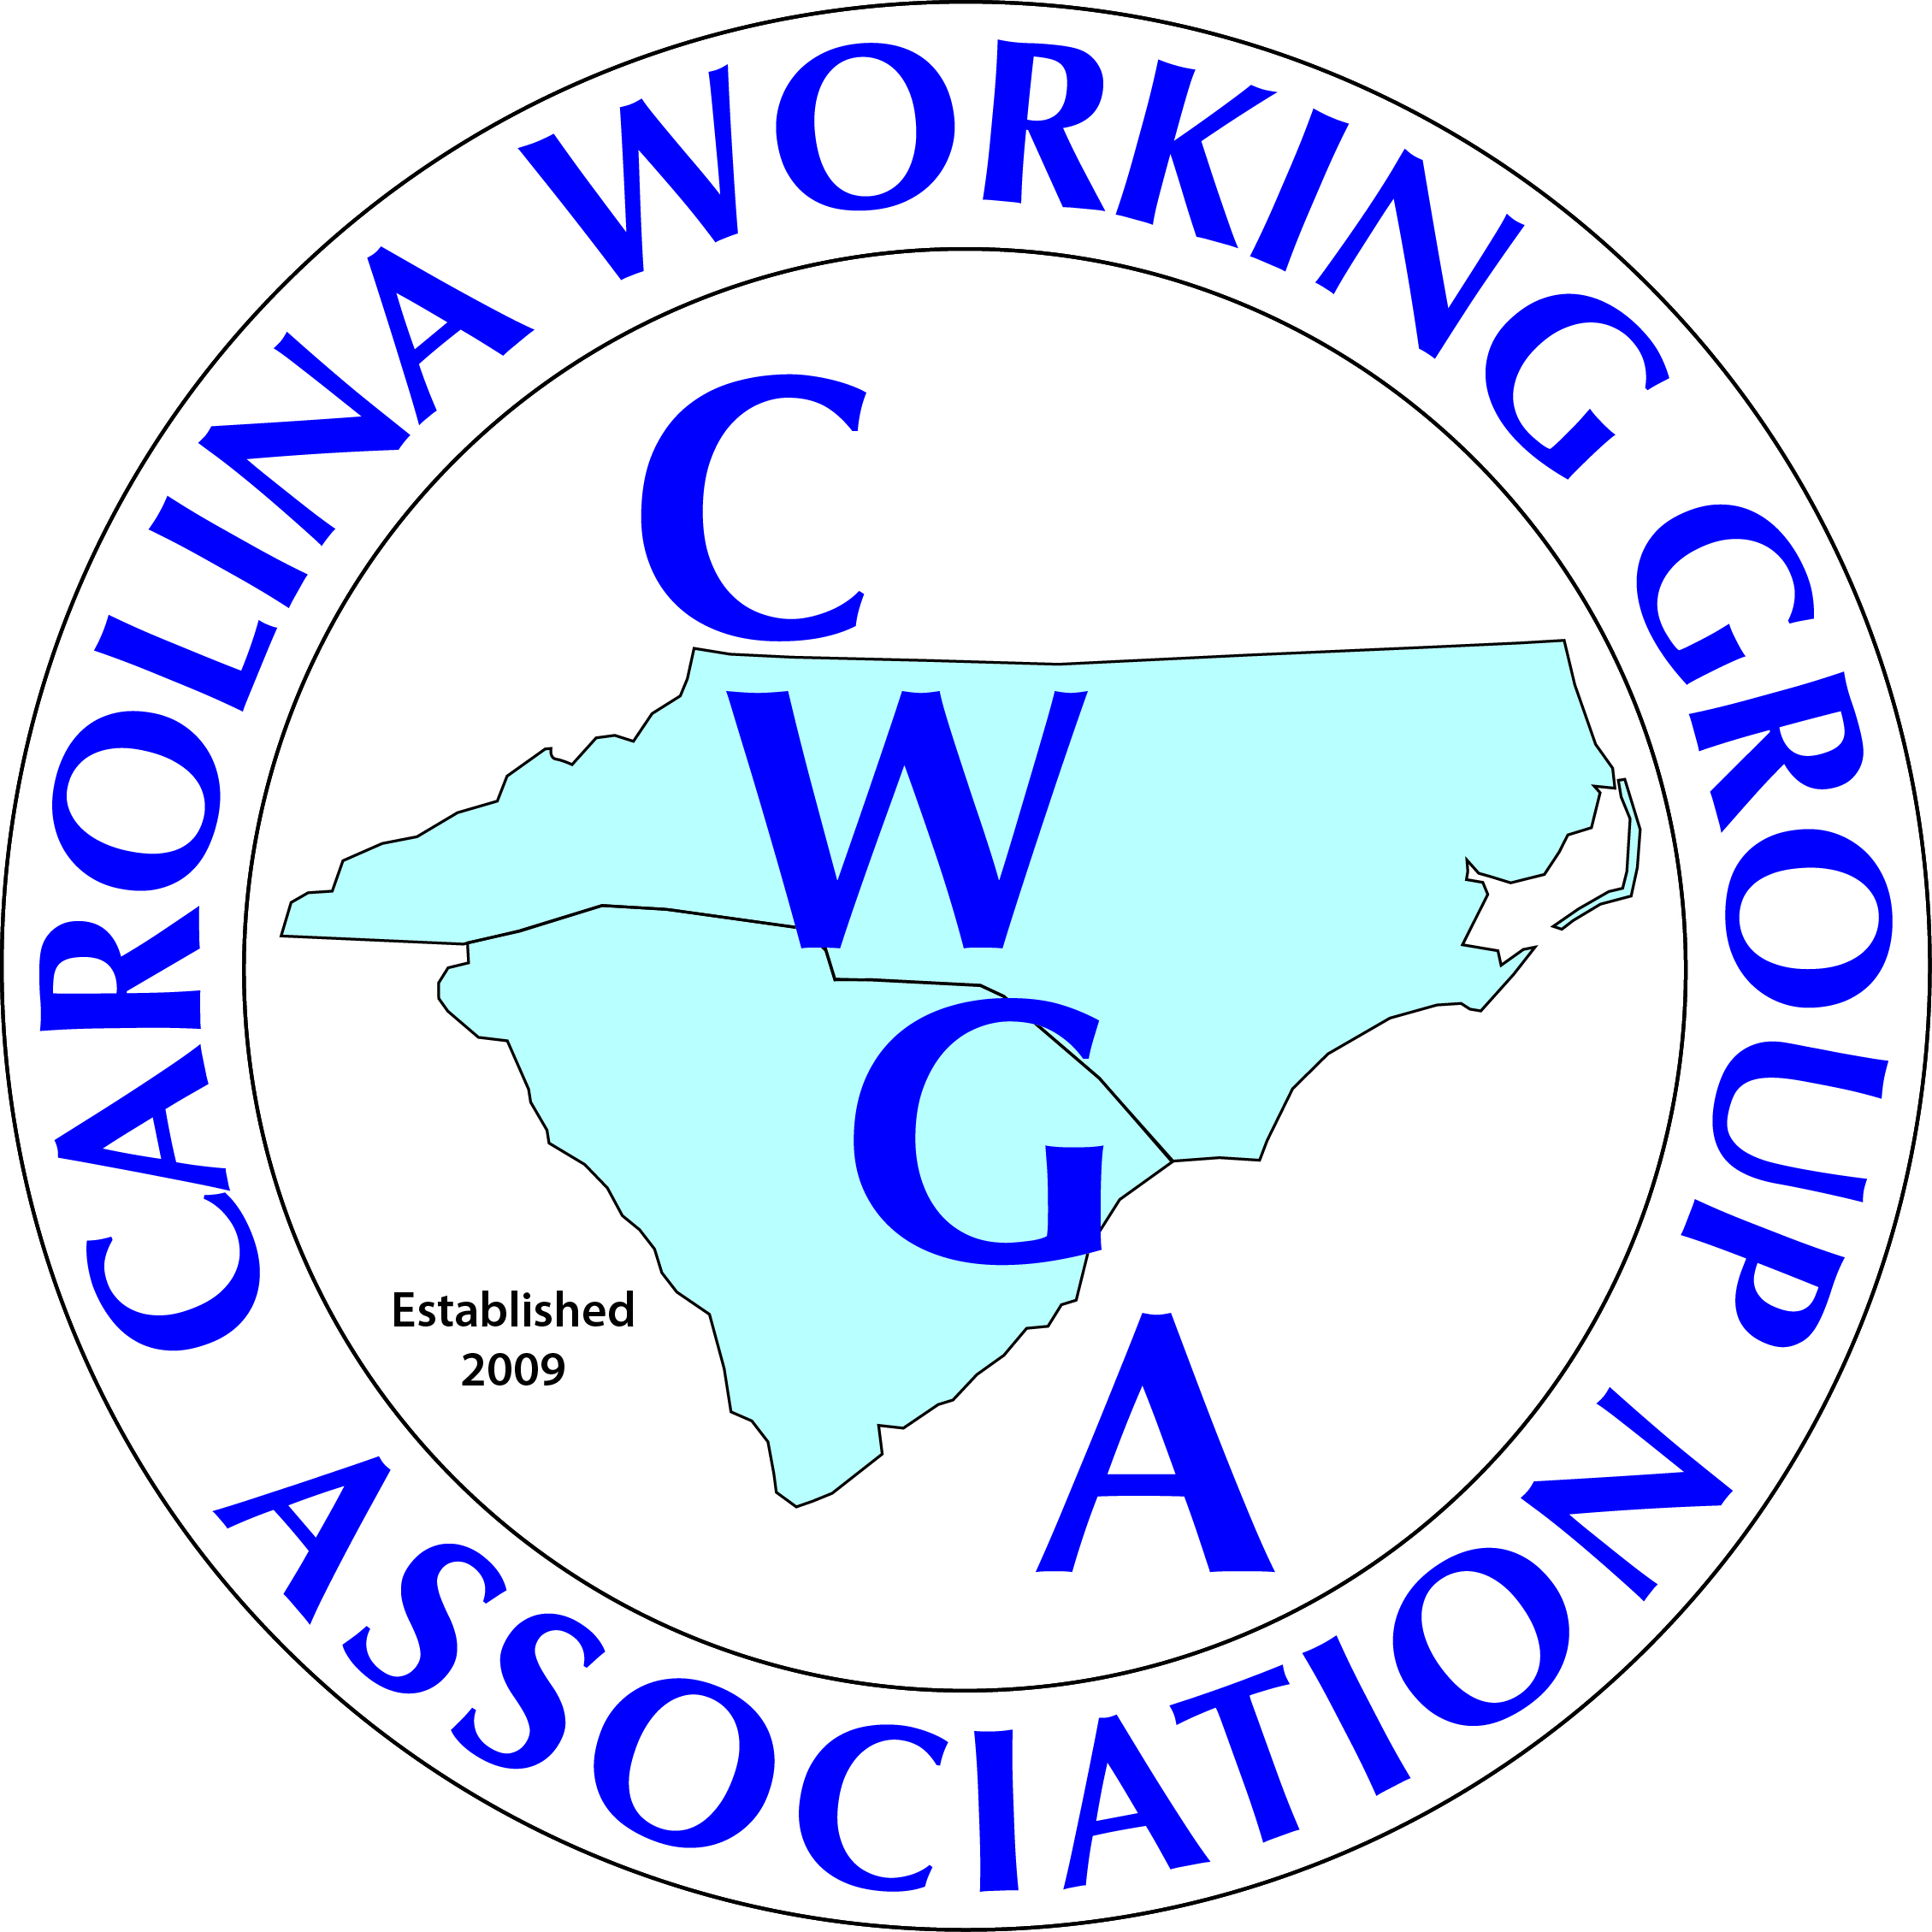 CAROLINA WORKING GROUP
ASSOCIATION
C
W
G
A
Established
2009